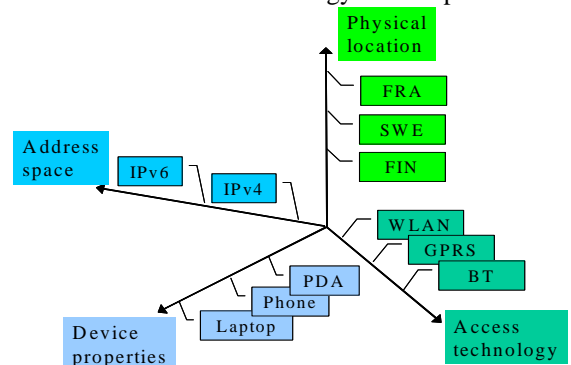 Physical
location
FRA
SWE
FIN
Address
space
IPv6
IPv4
WLAN
GPRS
BT
PDA
Phone
Laptop
Device
properties
Access
technology